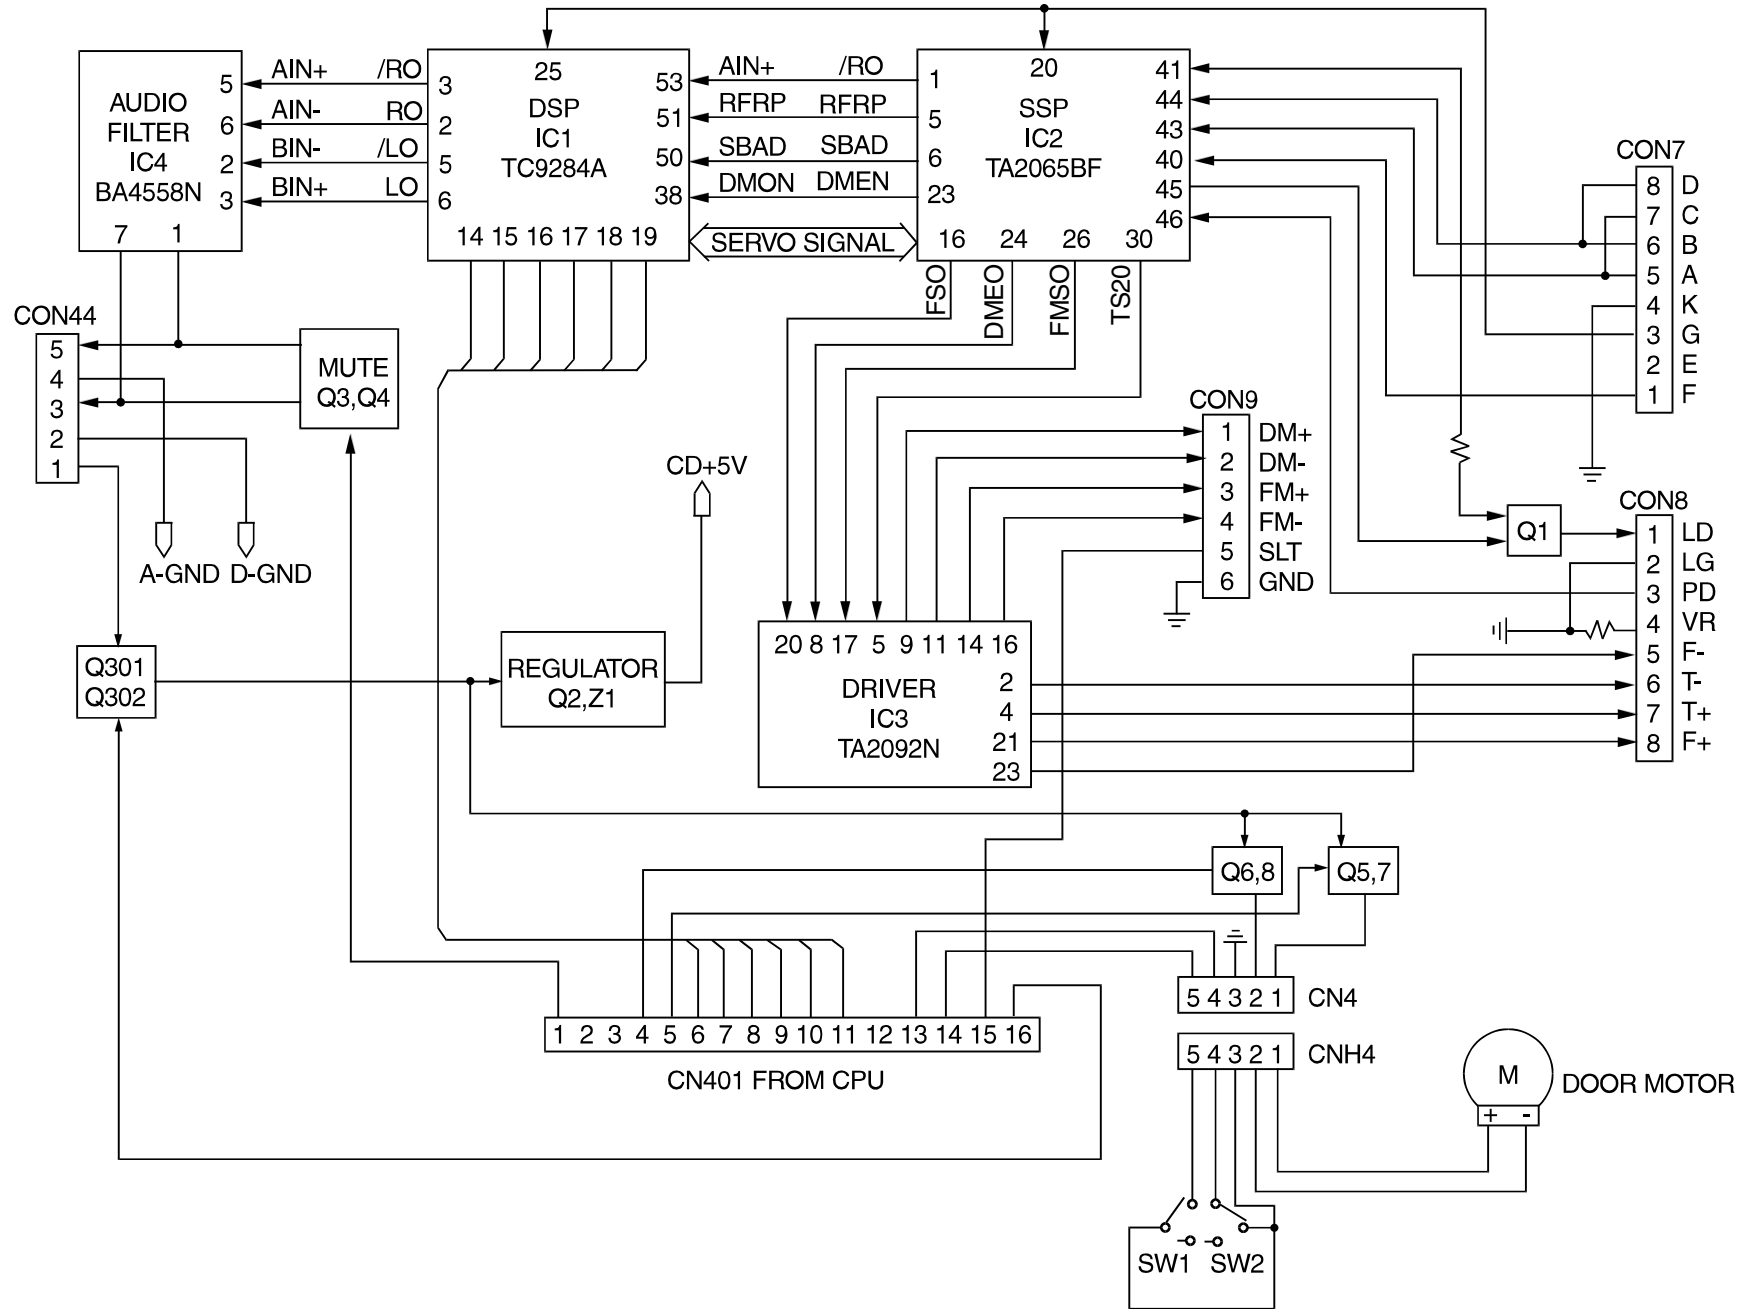 AUDIO
FILTER
IC4
BA4558N
5
6
2
3
7 1
AIN+ /RO
AIN- RO
BIN- /LO
BIN+ LO
25
DSP
IC1
TC9284A
3
2
5
6
53
51
50
38
14 15 16 17 18 19
AIN+ /RO
RFRP RFRP
SBAD SBAD
DMON DMEN
SERVO SIGNAL
20
SSP
IC2
TA2065BF
1
5
6
23
41
44
43
40
45
46
16 24 26 30
FSO
DMEO
FMSO
TS20
CON7
8 D
7 C
6 B
5 A
4 K
3 G
2 E
1 F
CON44
5
4
3
2
1
MUTE
Q3,Q4
A-GND D-GND
CD+5V
CON9
1 DM+
2 DM-
3 FM+
4 FM-
5 SLT
6 GND
Q1
CON8
1 LD
2 LG
3 PD
4 VR
5 F-
6 T-
7 T+
8 F+
Q301
Q302
REGULATOR
Q2,Z1
20 8 17 5 9 11 14 16
DRIVER
IC3
TA2092N
2
4
21
23
Q6,8
Q5,7
5 4 3 2 1 CN4
1 2 3 4 5 6 7 8 9 10 11 12 13 14 15 16
CN401 FROM CPU
5 4 3 2 1 CNH4
M
+ -
DOOR MOTOR
SW1 SW2